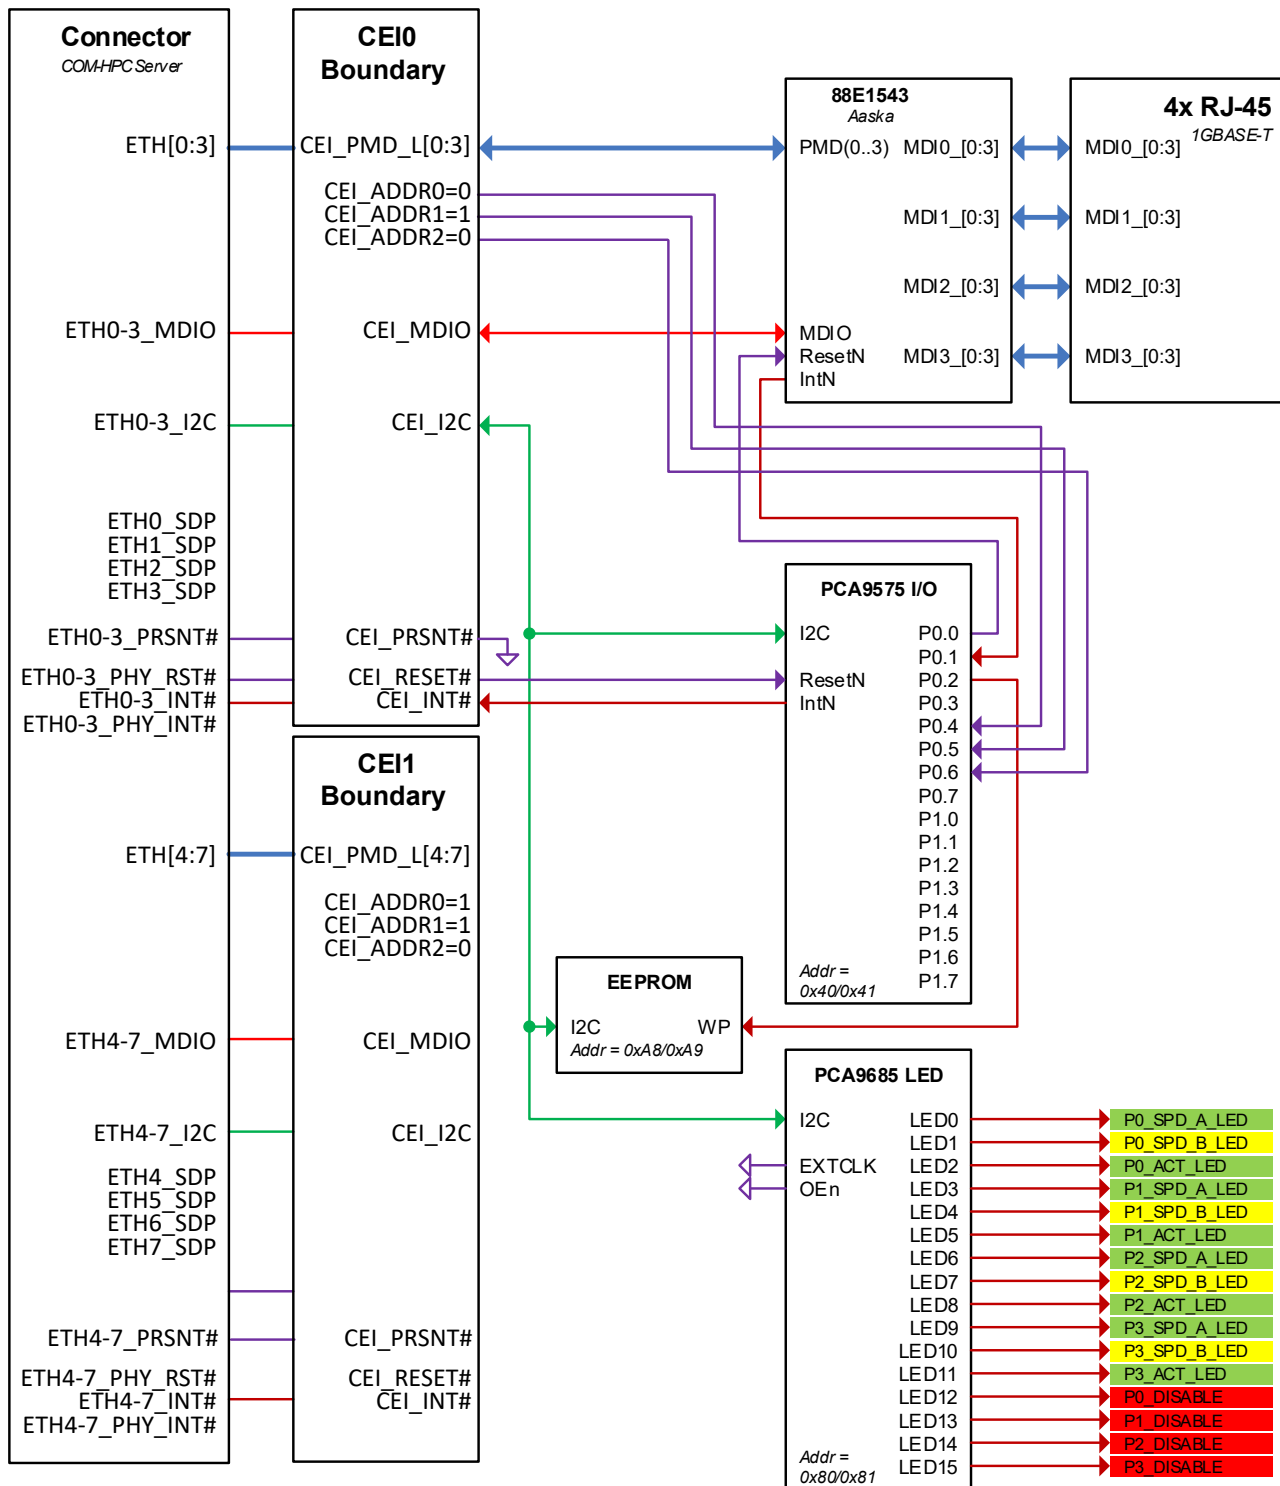 Connector
COM-HPC Server
ETH[0:3]
ETH0-3_MDIO
ETH0-3_I2C
ETH0_SDP
ETH1_SDP
ETH2_SDP
ETH3_SDP
ETH0-3_PRSNT#
ETH0-3_PHY_RST#
ETH0-3_INT#
ETH0-3_PHY_INT#
ETH[4:7]
ETH4-7_MDIO
ETH4-7_I2C
ETH4_SDP
ETH5_SDP
ETH6_SDP
ETH7_SDP
ETH4-7_PRSNT#
ETH4-7_PHY_RST#
ETH4-7_INT#
ETH4-7_PHY_INT#
CEI0
Boundary
CEI_PMD_L[0:3]
CEI_ADDR0=0
CEI_ADDR1=1
CEI_ADDR2=0
CEI_MDIO
CEI_I2C
CEI_PRSNT#
CEI_RESET#
CEI_INT#
CEI1
Boundary
CEI_PMD_L[4:7]
CEI_ADDR0=1
CEI_ADDR1=1
CEI_ADDR2=0
CEI_MDIO
CEI_I2C
CEI_PRSNT#
CEI_RESET#
CEI_INT#
88E1543
Aaska
PMD(0..3) MDI0_[0:3]
MDI1_[0:3]
MDI2_[0:3]
MDIO
ResetN MDI3_[0:3]
IntN
4x RJ-45
1GBASE-T
MDI0_[0:3]
MDI1_[0:3]
MDI2_[0:3]
MDI3_[0:3]
PCA9575 I/O
I2C P0.0
P0.1
ResetN P0.2
IntN P0.3
P0.4
P0.5
P0.6
P0.7
P1.0
P1.1
P1.2
P1.3
P1.4
P1.5
P1.6
P1.7
Addr =
0x40/0x41
EEPROM
I2C WP
Addr = 0xA8/0xA9
PCA9685 LED
I2C LED0
LED1
EXTCLK LED2
OEn LED3
LED4
LED5
LED6
LED7
LED8
LED9
LED10
LED11
LED12
LED13
LED14
LED15
Addr =
0x80/0x81
P0_SPD_A_LED
P0_SPD_B_LED
P0_ACT_LED
P1_SPD_A_LED
P1_SPD_B_LED
P1_ACT_LED
P2_SPD_A_LED
P2_SPD_B_LED
P2_ACT_LED
P3_SPD_A_LED
P3_SPD_B_LED
P3_ACT_LED
P0_DISABLE
P1_DISABLE
P2_DISABLE
P3_DISABLE